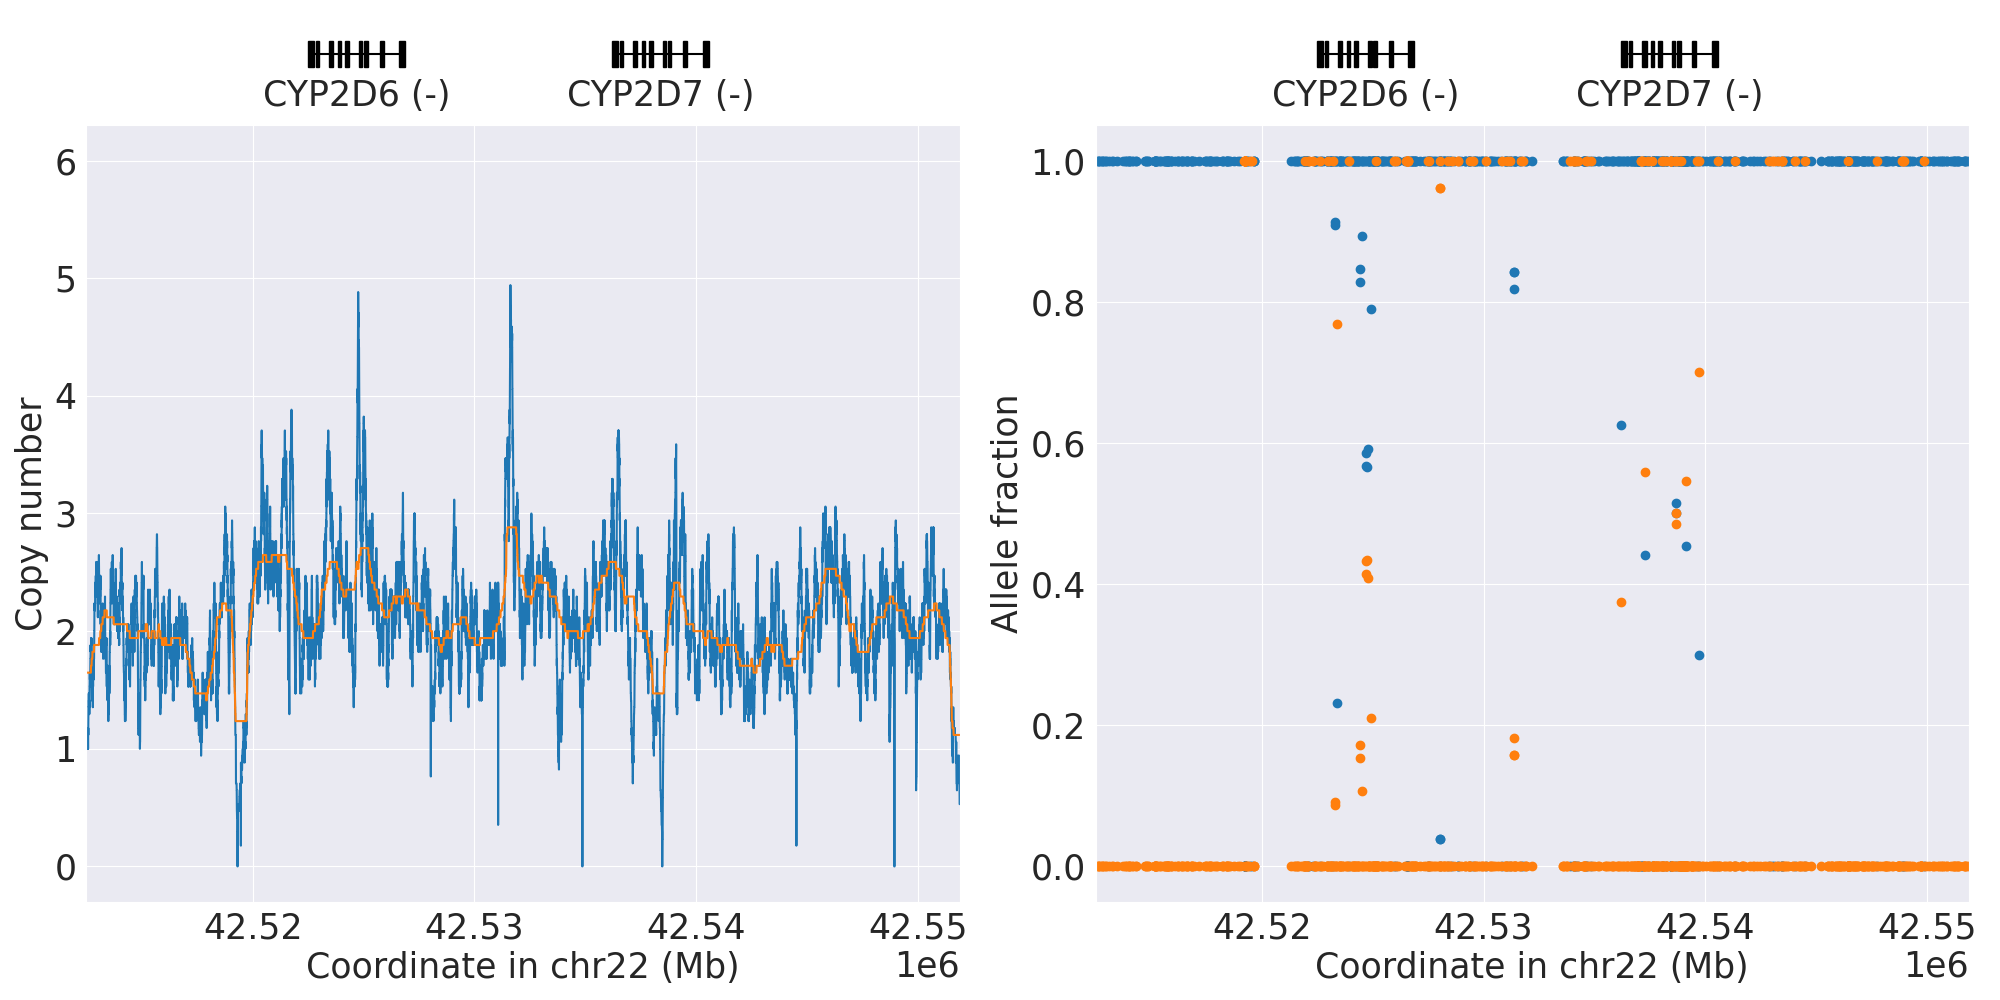 CYP2D6 (-) CYP2D7 (-)
6
5
4
3
2
1
0
Copy number
42.52 42.53 42.54 42.55
Coordinate in chr22 (Mb) 1e6
CYP2D6 (-) CYP2D7 (-)
1.0
0.8
0.6
0.4
0.2
0.0
Allele fraction
42.52 42.53 42.54 42.55
Coordinate in chr22 (Mb) 1e6